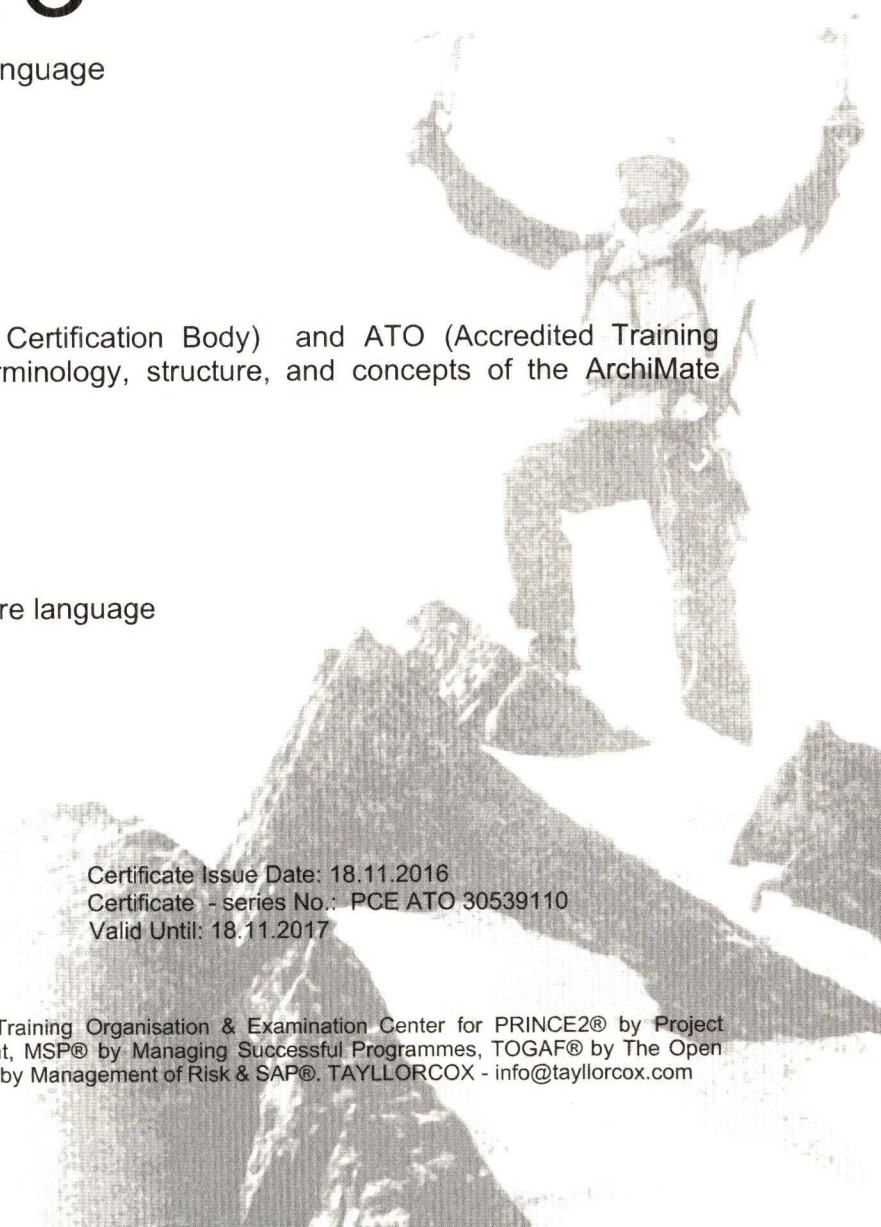 nguage
Certification Body) and ATO (Accredited Training
rminology, structure, and concepts of the ArchiMate
re language
Certificate Issue Date: 18.11.2016
Certificate - series No.: PCE ATO 30539110
Valid Until: 18.11.2017
Training Organisation & Examination Center for PRINCE2® by Project
t, MSP® by Managing Successful Programmes, TOGAF® by The Open
by Management of Risk & SAP®. TAYLLORCOX - info@tayllorcox.com